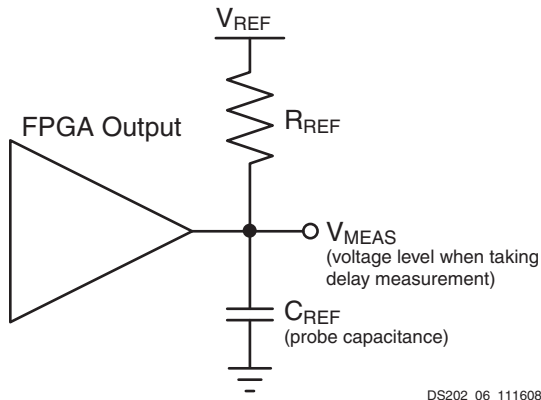 VREF
FPGA Output
RREF
VMEAS
(voltage level when taking
delay measurement)
CREF
(probe capacitance)
DS202_06_111608